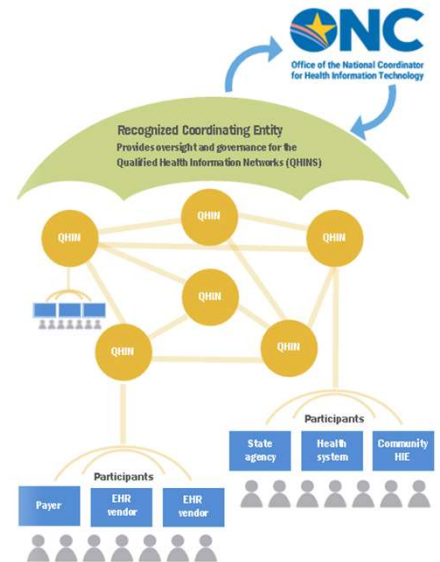 ONC
Office of the National Coordinator
for Health Information Technology
Recognized Coordinating Entity
Provides oversight and governance for the
Qualified Health Information Networks (QHINS)
QHIN
QHIN
QHIN
QHIN
QHIN
QHIN
Participants
State
agency
Health
system
Community
HIE
Participants
Payer
EHR
vendor
EHR
vendor